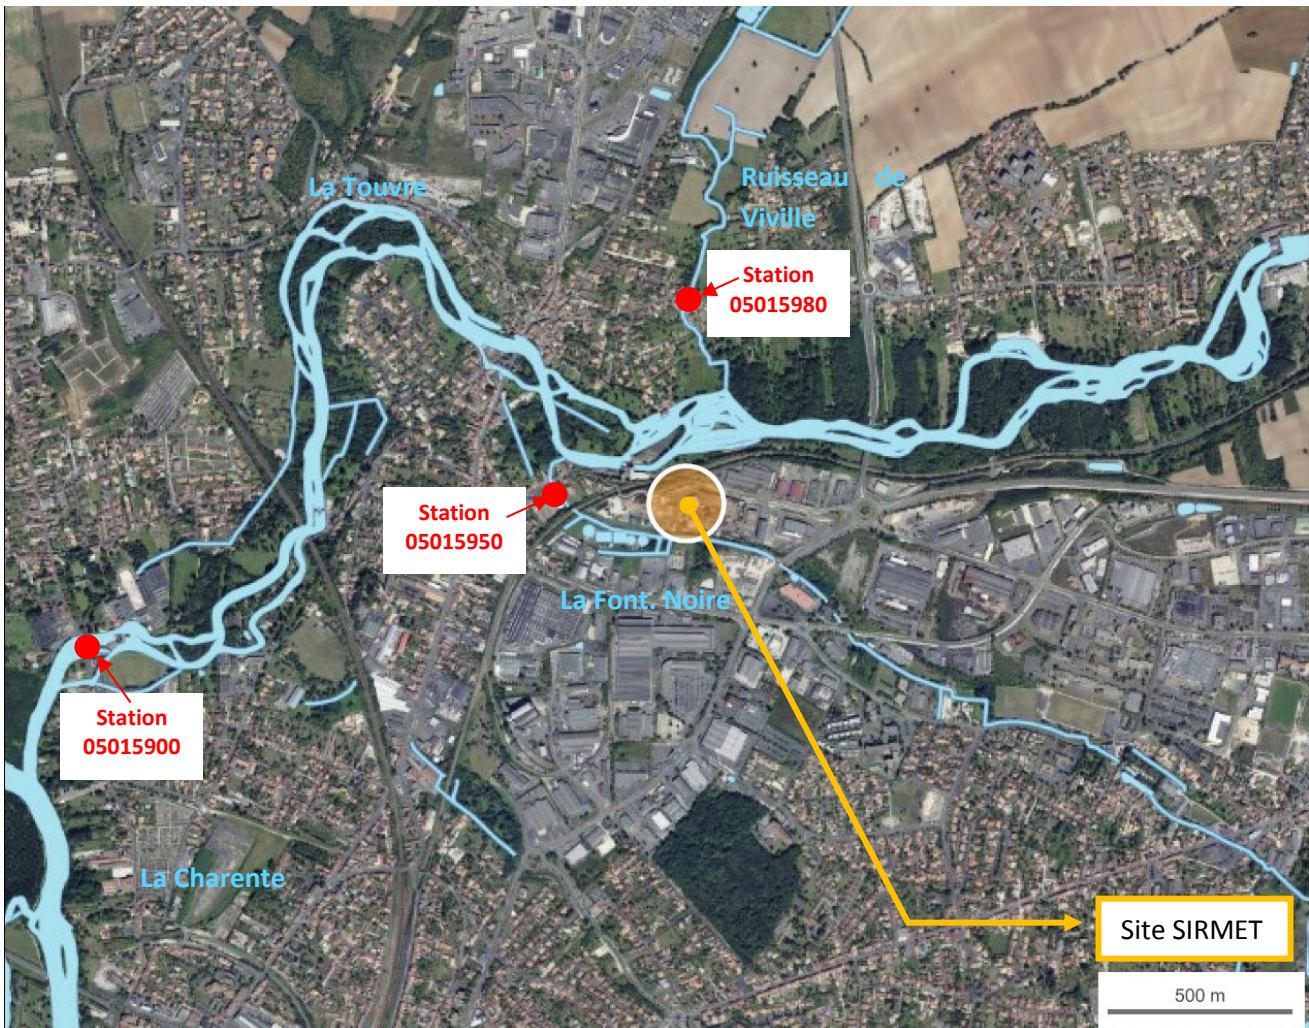 La Touvre
Ruisseau de
Viville
Station
05015980
Station
05015950
La Font. Noire
Station
05015900
La Charente
Site SIRMET
500 m